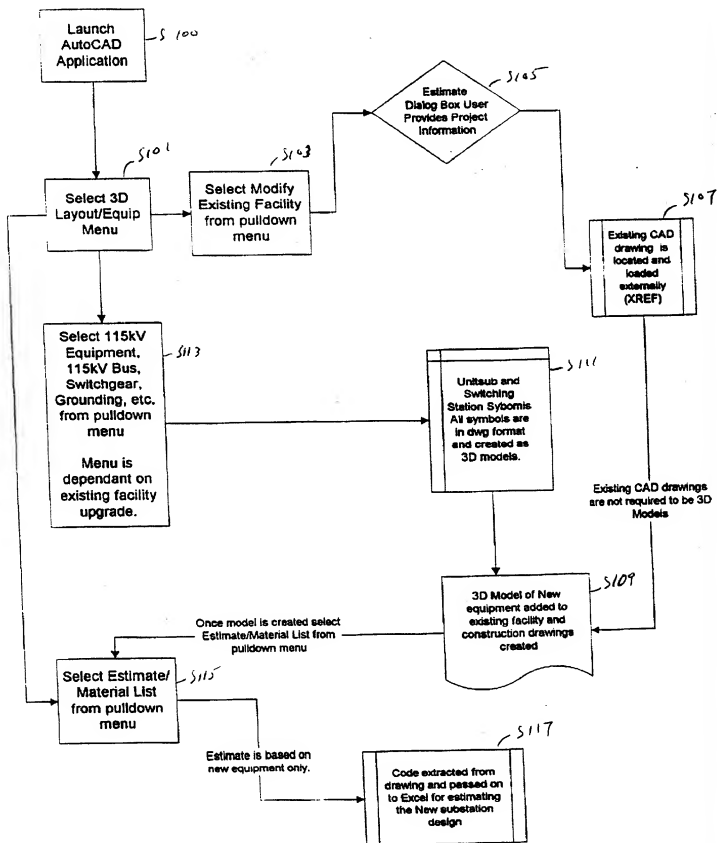 Launch
AutoCAD
Application
S100
S101
Select 3D
Layout/Equip
Menu
S103
Select Modify
Existing Facility
from pulldown
menu
S105
Estimate
Dialog Box User
Provides Project
Information
S107
Existing CAD
drawing is
located and
loaded
externally
(XREF)
S113
Select 115kV
Equipment,
115kV Bus,
Switchgear,
Grounding, etc.
from pulldown
menu
Menu is
dependant on
existing facility
upgrade.
S111
Unitsub and
Switching
Station Sybomls
All symbols are
in dwg format
and created as
3D models.
Existing CAD drawings
are not required to be 3D
Models
S109
3D Model of New
equipment added to
existing facility and
construction drawings
created
Once model is created select
Estimate/Material List from
pulldown menu
S115
Select Estimate/
Material List
from pulldown
menu
Estimate is based on
new equipment only.
S117
Code extracted from
drawing and passed on
to Excel for estimating
the New substation
design